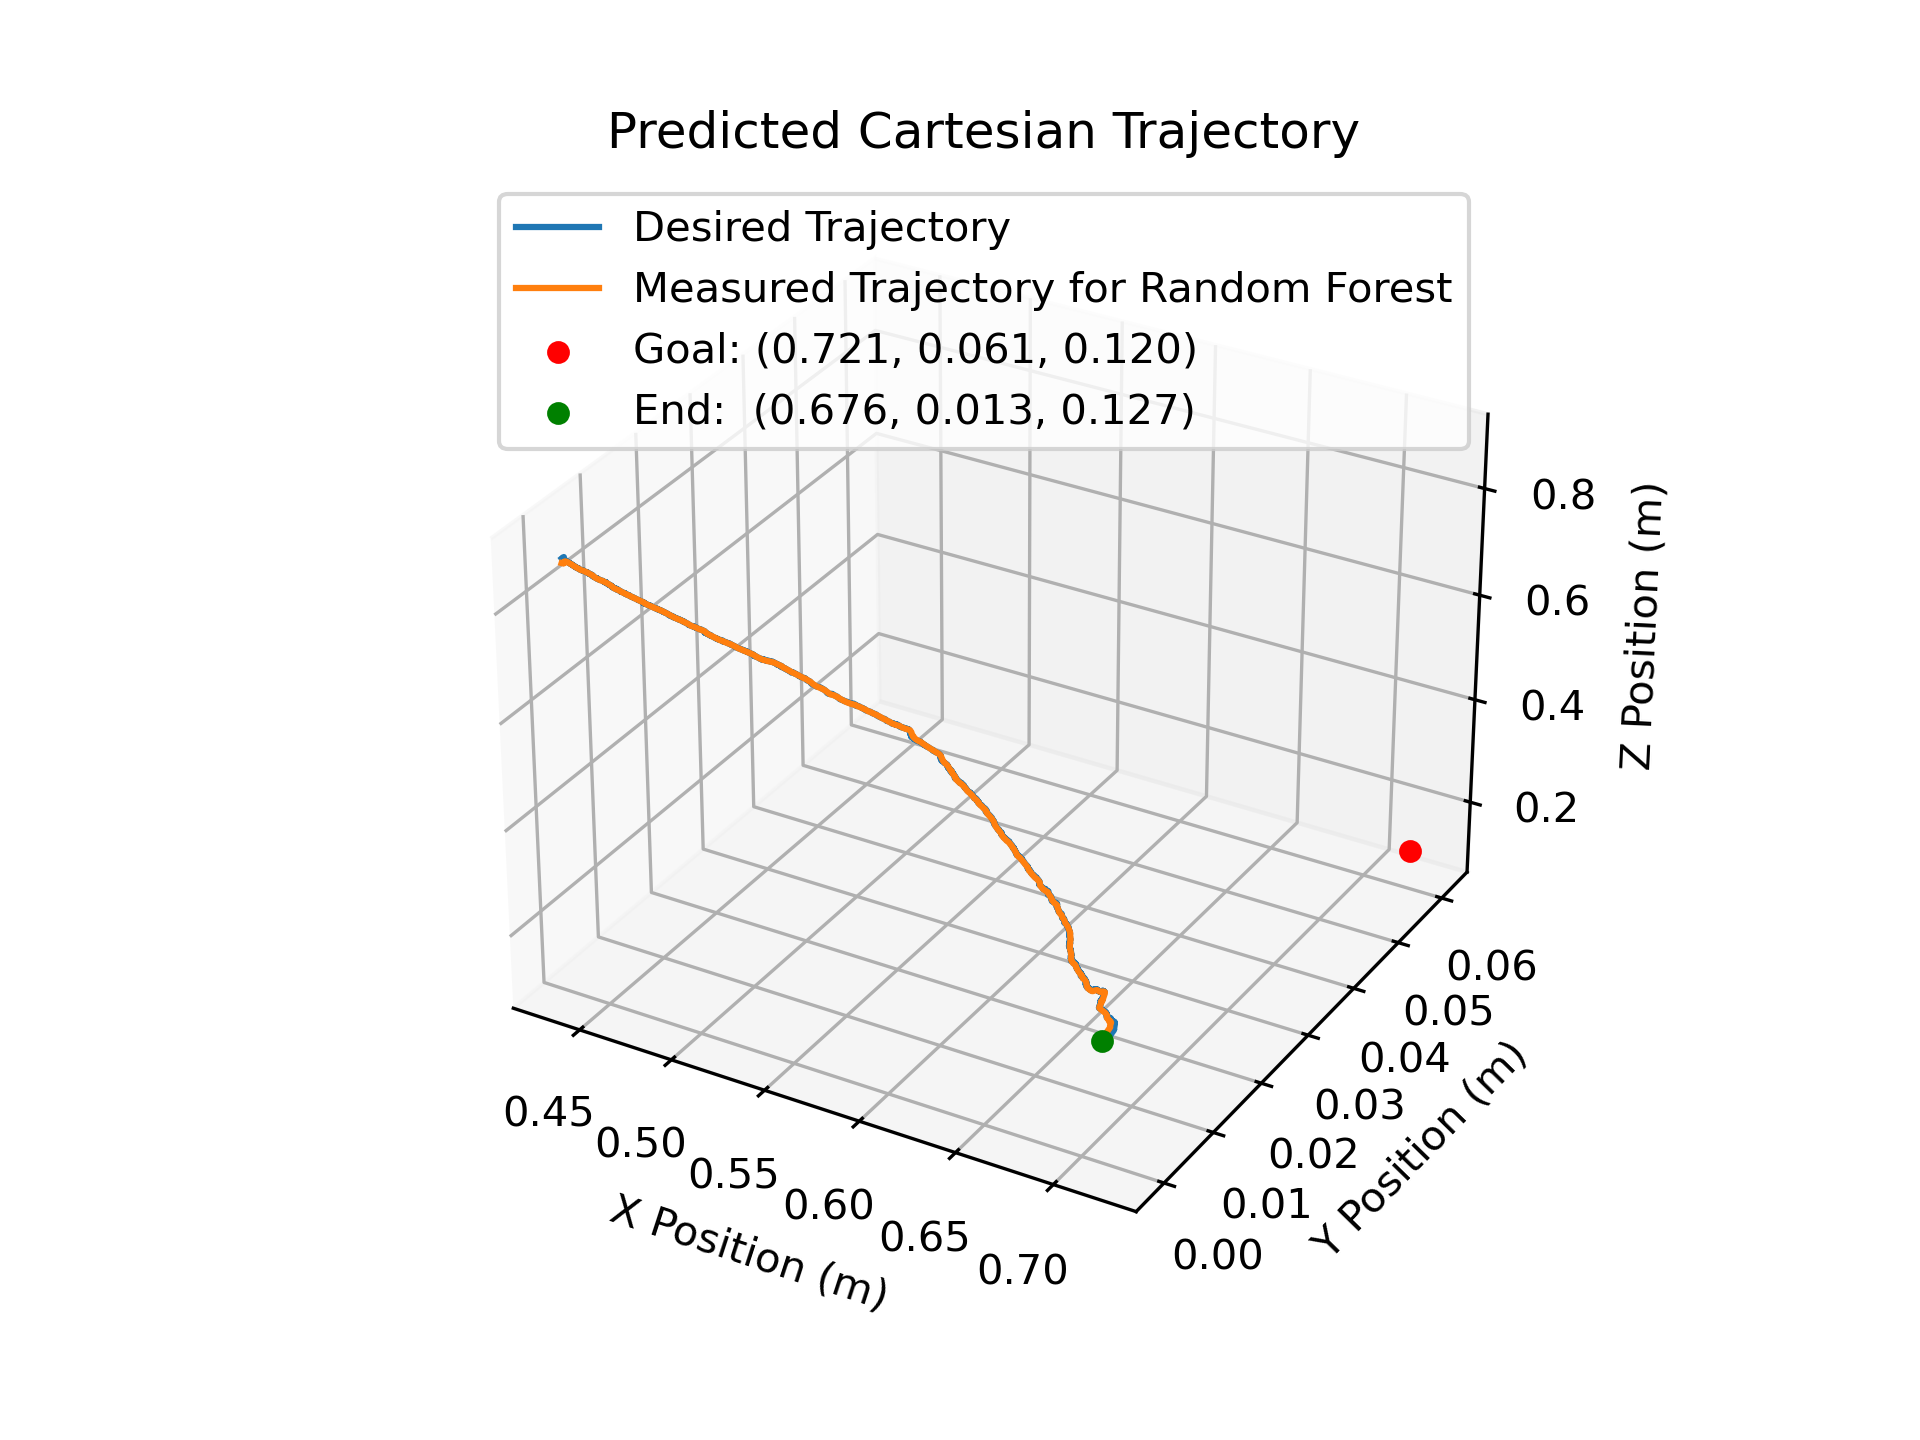 Predicted Cartesian Trajectory
Desired Trajectory
Measured Trajectory for Random Forest
Goal: (0.721, 0.061, 0.120)
End:  (0.676, 0.013, 0.127)
0.8
0.6
0.4
0.2
Z Position (m)
0.06
0.05
0.04
0.03
0.02
0.01
0.00
Y Position (m)
0.45
0.50
0.55
0.60
0.65
0.70
X Position (m)